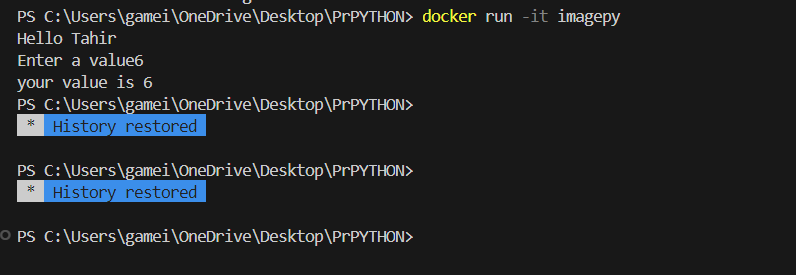 PS C:\Users\gamei\OneDrive\Desktop\PrPYTHON> docker run -it imagepy
Hello Tahir
Enter a value6
your value is 6
PS C:\Users\gamei\OneDrive\Desktop\PrPYTHON>
* History restored
PS C:\Users\gamei\OneDrive\Desktop\PrPYTHON>
* History restored
PS C:\Users\gamei\OneDrive\Desktop\PrPYTHON>